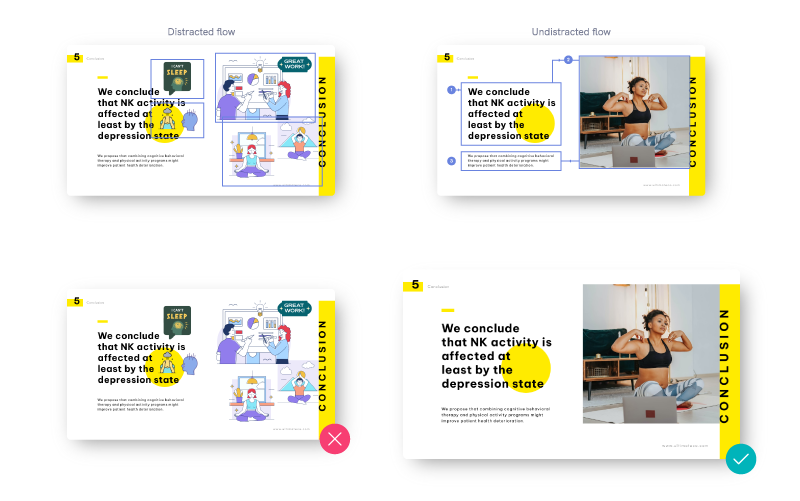 Distracted flow
Undistracted flow
5
Conclusion
I CAN'T
SLEEP
GREAT
WORK!
We conclude
that NK activity is
affected at
least by the
depression state
We propose that combining cognitive behavioral
therapy and physical activity programs might
improve patient health deterioration.
CONCLUSION
5
Conclusion
1
2
3
We conclude
that NK activity is
affected at
least by the
depression state
We propose that combining cognitive behavioral
therapy and physical activity programs might
improve patient health deterioration.
CONCLUSION
5
Conclusion
I CAN'T
SLEEP
GREAT
WORK!
We conclude
that NK activity is
affected at
least by the
depression state
We propose that combining cognitive behavioral
therapy and physical activity programs might
improve patient health deterioration.
CONCLUSION
5
Conclusion
We conclude
that NK activity is
affected at
least by the
depression state
We propose that combining cognitive behavioral
therapy and physical activity programs might
improve patient health deterioration.
CONCLUSION